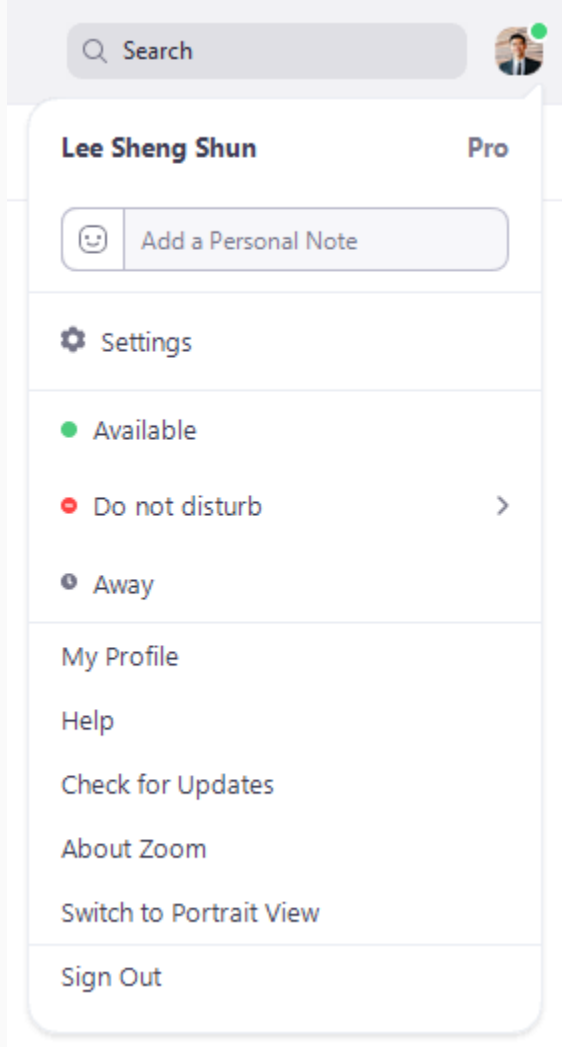 Search
Lee Sheng Shun Pro
Add a Personal Note
Settings
Available
Do not disturb
Away
My Profile
Help
Check for Updates
About Zoom
Switch to Portrait View
Sign Out